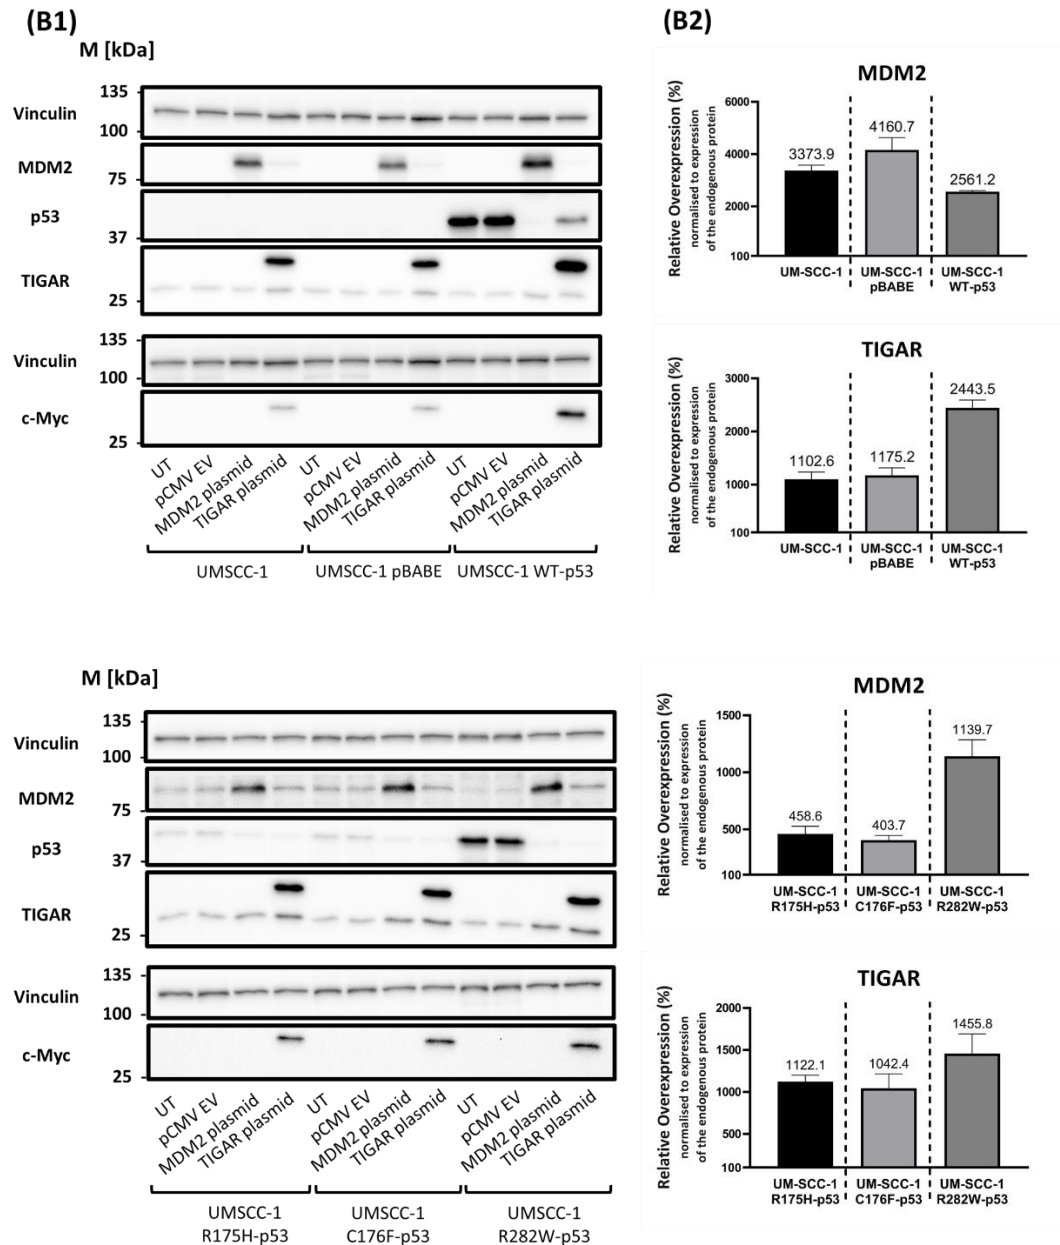 (B1)
M [kDa]
Vinculin
135
100
MDM2
75
p53
37
TIGAR
25
Vinculin
135
100
c-Myc
25
UT
pCMV EV
MDM2 plasmid
TIGAR plasmid
UT
pCMV EV
MDM2 plasmid
TIGAR plasmid
UT
pCMV EV
MDM2 plasmid
TIGAR plasmid
UMSCC-1
UMSCC-1 pBABE
UMSCC-1 WT-p53
(B2)
MDM2
Relative Overexpression (%)
normalised to expression
of the endogenous protein
6000
4000
2000
100
3373.9
4160.7
2561.2
UM-SCC-1
UM-SCC-1
pBABE
UM-SCC-1
WT-p53
TIGAR
Relative Overexpression (%)
normalised to expression
of the endogenous protein
3000
2000
1000
100
1102.6
1175.2
2443.5
UM-SCC-1
UM-SCC-1
pBABE
UM-SCC-1
WT-p53
M [kDa]
Vinculin
135
100
MDM2
75
p53
37
TIGAR
25
Vinculin
135
100
c-Myc
25
UT
pCMV EV
MDM2 plasmid
TIGAR plasmid
UT
pCMV EV
MDM2 plasmid
TIGAR plasmid
UT
pCMV EV
MDM2 plasmid
TIGAR plasmid
UMSCC-1
R175H-p53
UMSCC-1
C176F-p53
UMSCC-1
R282W-p53
MDM2
Relative Overexpression (%)
normalised to expression
of the endogenous protein
1500
1000
500
100
458.6
403.7
1139.7
UM-SCC-1
R175H-p53
UM-SCC-1
C176F-p53
UM-SCC-1
R282W-p53
TIGAR
Relative Overexpression (%)
normalised to expression
of the endogenous protein
2000
1500
1000
500
100
1122.1
1042.4
1455.8
UM-SCC-1
R175H-p53
UM-SCC-1
C176F-p53
UM-SCC-1
R282W-p53